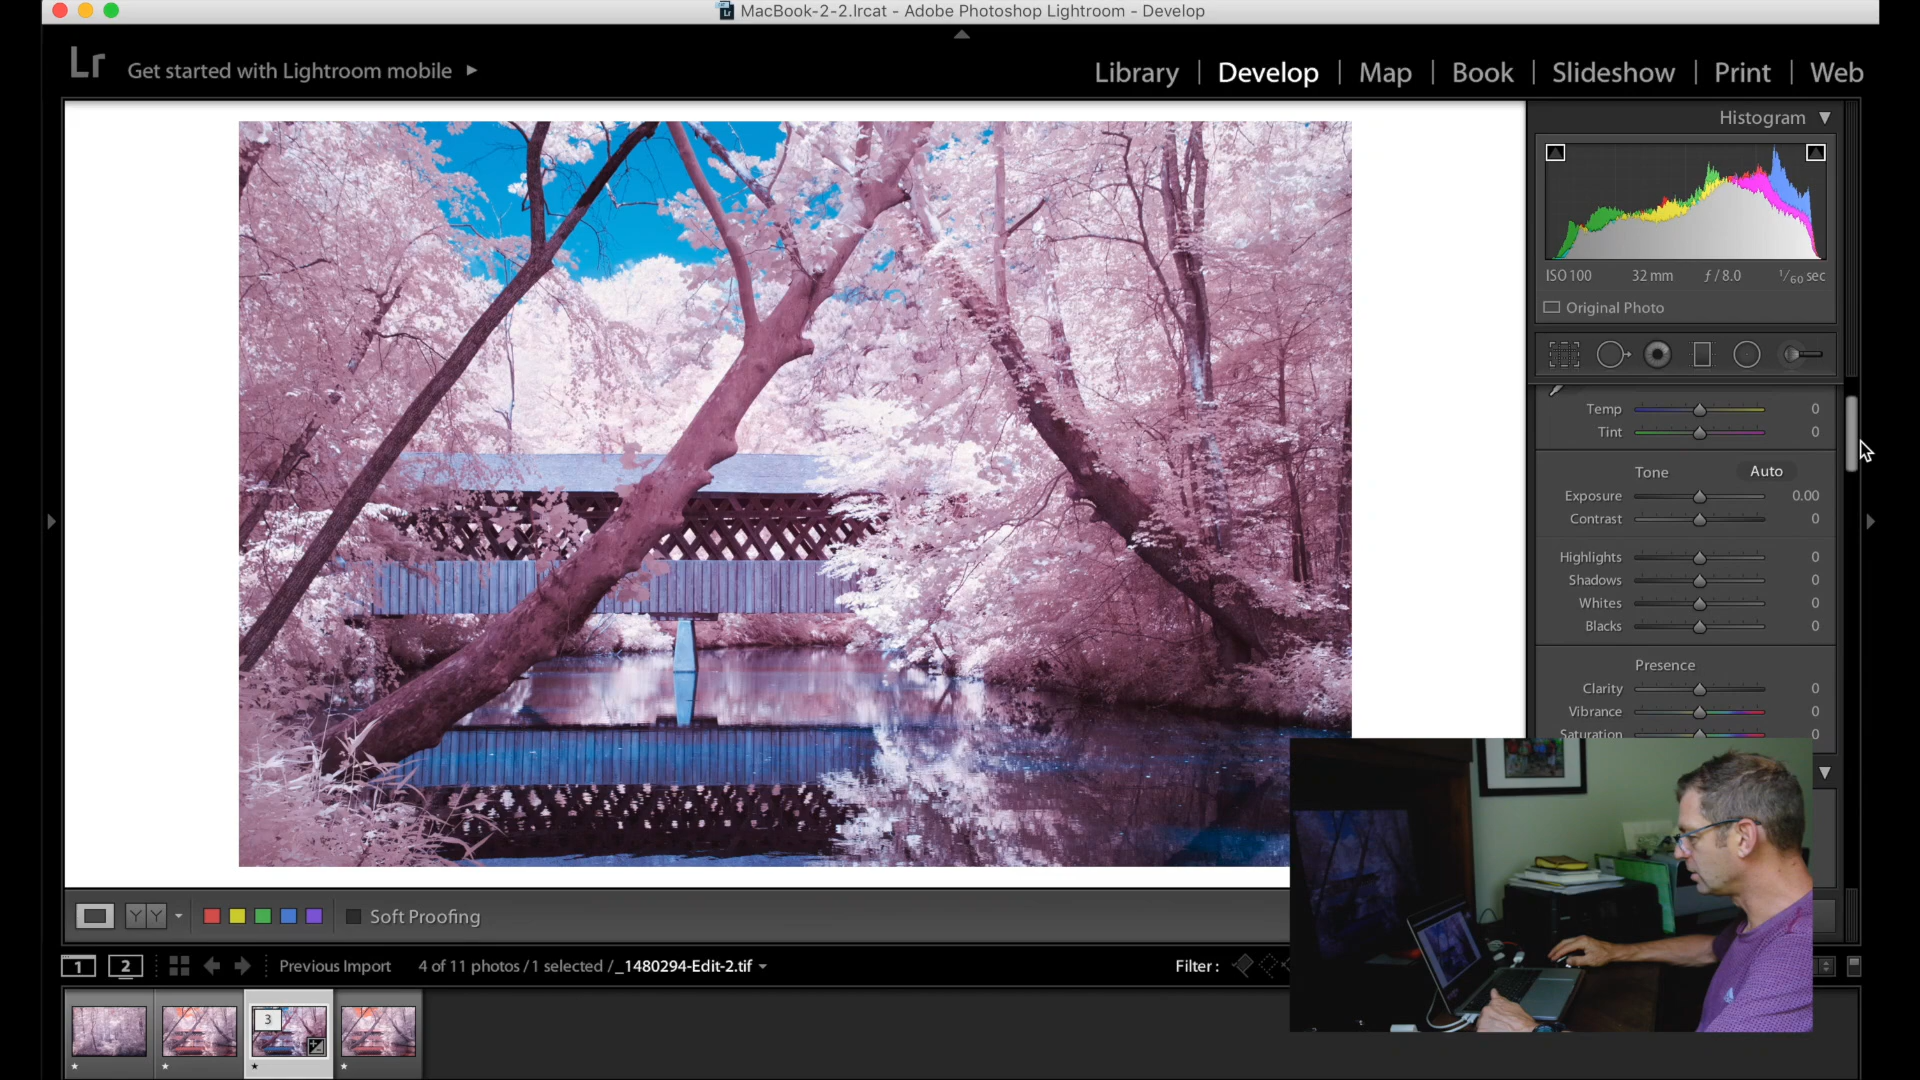 MacBook-2-2.lrcat - Adobe Photoshop Lightroom - Develop
Lr Get started with Lightroom mobile
Library | Develop | Map | Book | Slideshow | Print | Web
Histogram
ISO 100 32 mm ƒ / 8.0 1/60 sec
Original Photo
Temp 0
Tint 0
Tone Auto
Exposure 0.00
Contrast 0
Highlights 0
Shadows 0
Whites 0
Blacks 0
Presence
Clarity 0
Vibrance 0
Saturation 0
YY Soft Proofing
1 2 Previous Import 4 of 11 photos / 1 selected / _1480294-Edit-2.tif Filter :
3